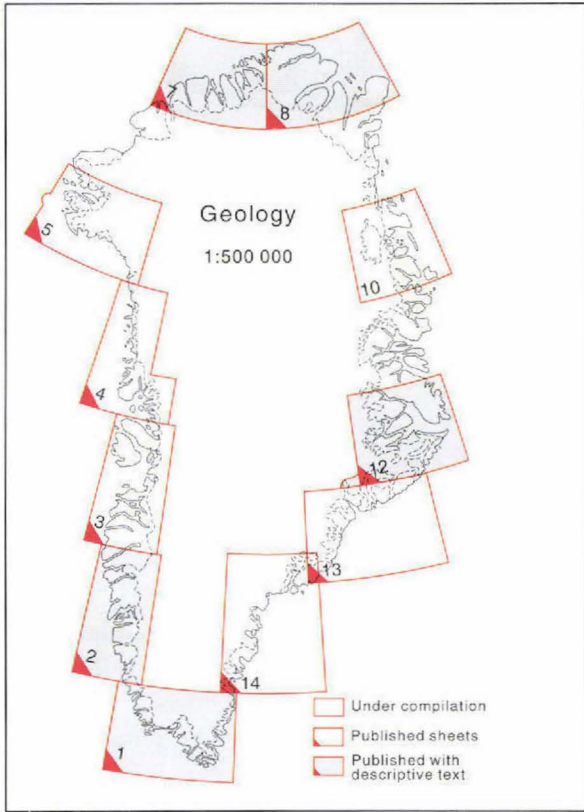 7
8
5
Geology
1:500 000
10
4
12
3
13
2
14
1
Under compilation
Published sheets
Published with
descriptive text